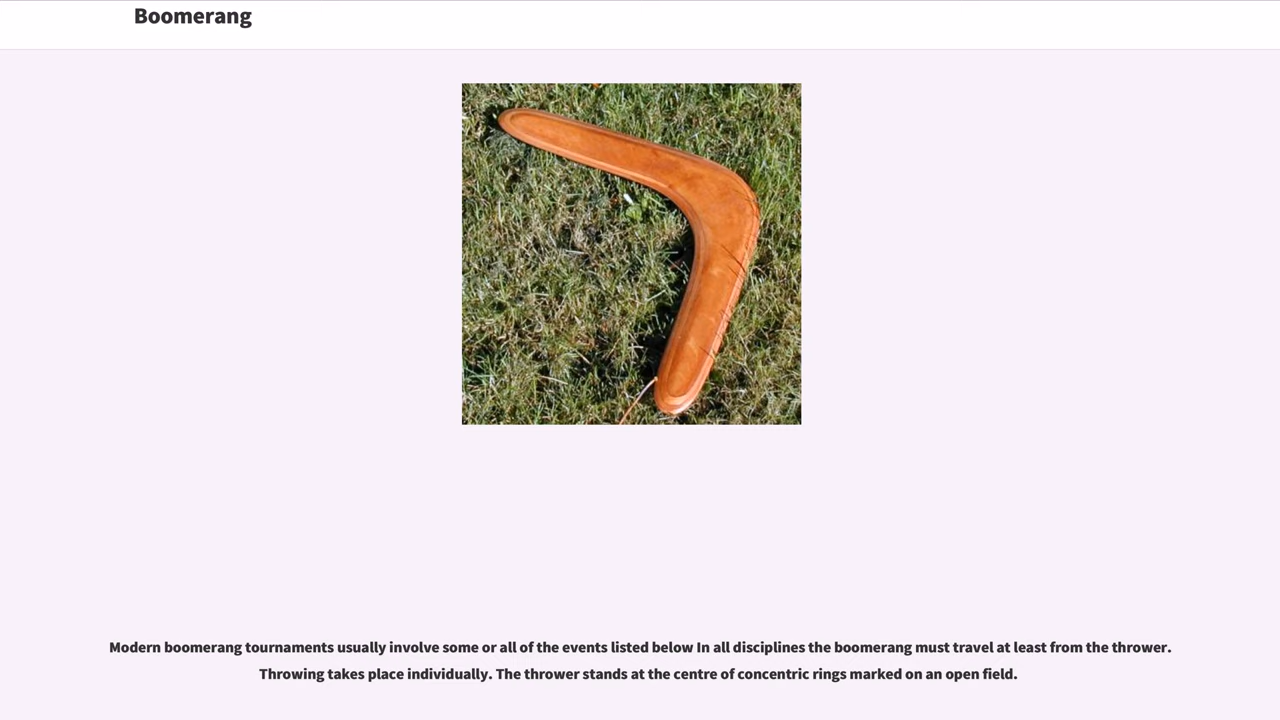 Boomerang
Modern boomerang tournaments usually involve some or all of the events listed below In all disciplines the boomerang must travel at least from the thrower.
Throwing takes place individually. The thrower stands at the centre of concentric rings marked on an open field.